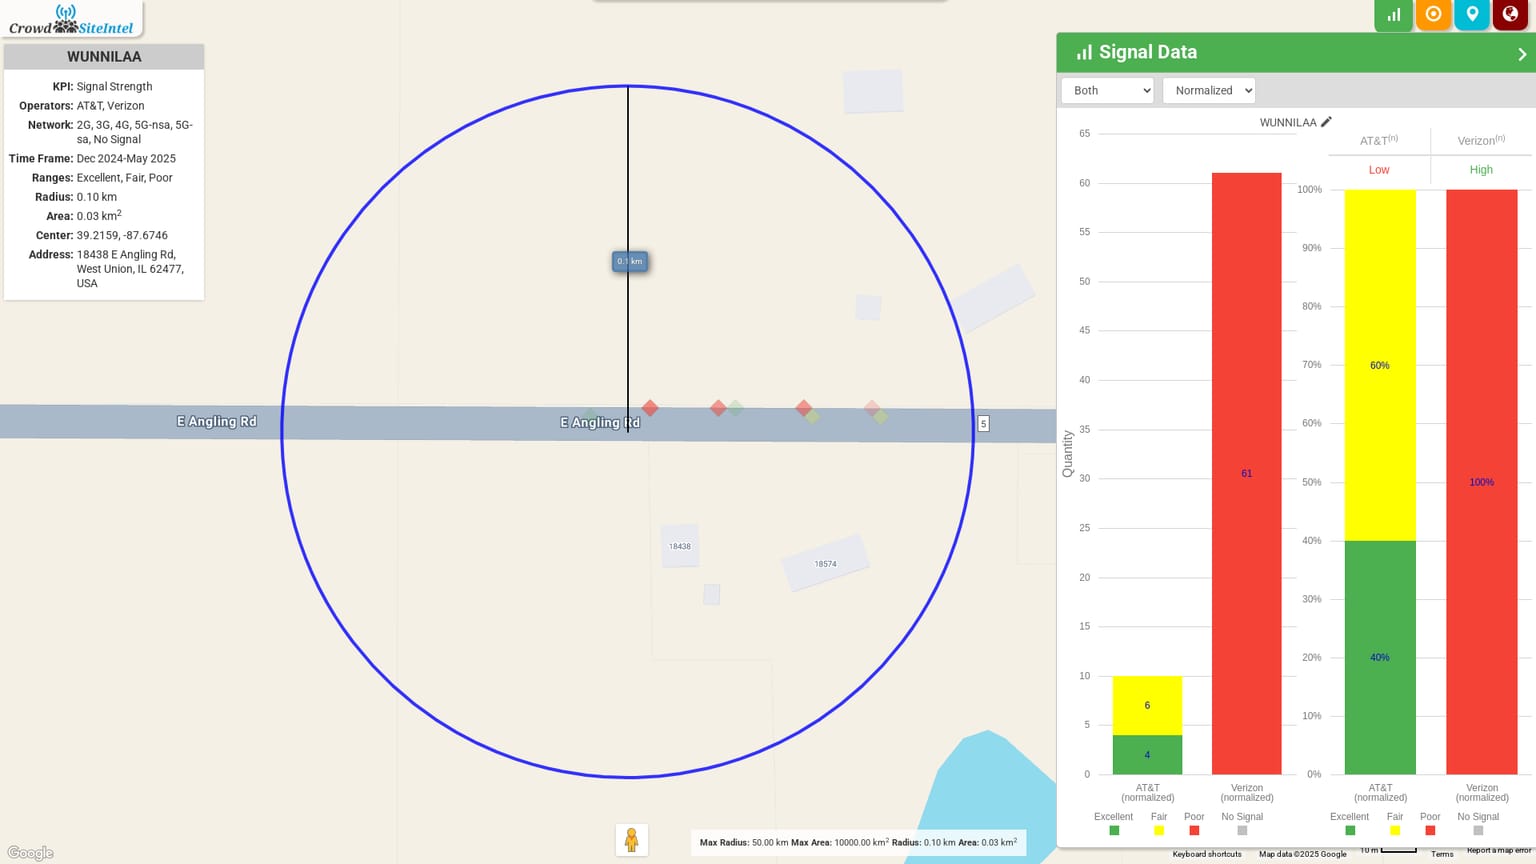 Crowd SiteIntel
WUNNILAA
KPI: Signal Strength
Operators: AT&T, Verizon
Network: 2G, 3G, 4G, 5G-nsa, 5G-
sa, No Signal
Time Frame: Dec 2024-May 2025
Ranges: Excellent, Fair, Poor
Radius: 0.10 km
Area: 0.03 km²
Center: 39.2159, -87.6746
Address: 18438 E Angling Rd,
West Union, IL 62477,
USA
0.1 km
E Angling Rd
E Angling Rd
5
18438
18574
Google
Max Radius: 50.00 km Max Area: 10000.00 km² Radius: 0.10 km Area: 0.03 km²
Signal Data
Both
Normalized
WUNNILAA
Quantity
65
60
55
50
45
40
35
30
25
20
15
10
5
0
6
4
61
AT&T
(normalized)
Verizon
(normalized)
Excellent Fair Poor No Signal
AT&T(n) Verizon(n)
Low High
100%
90%
80%
70%
60%
50%
40%
30%
20%
10%
0%
60%
40%
100%
AT&T
(normalized)
Verizon
(normalized)
Excellent Fair Poor No Signal
Keyboard shortcuts Map data ©2025 Google 10 m Terms Report a map error